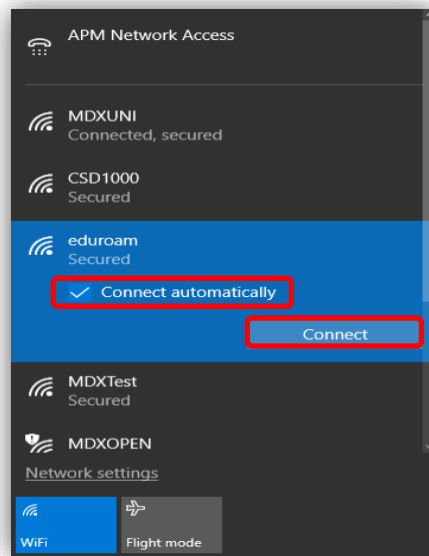 APM Network Access
MDXUNI
Connected, secured
CSD1000
Secured
eduroam
Secured
Connect automatically
Connect
MDXTest
Secured
MDXOPEN
Network settings
WiFi
Flight mode